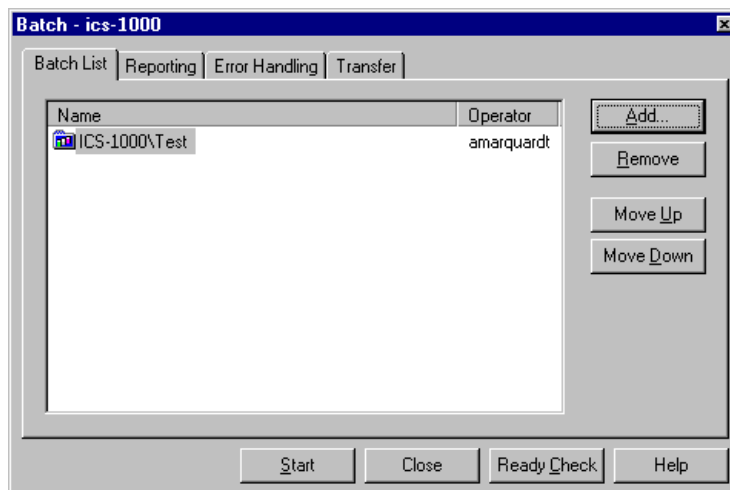 Batch - ics-1000
Batch List Reporting Error Handling Transfer
Name Operator
ICS-1000\Test amarquardt
Add...
Remove
Move Up
Move Down
Start Close Ready Check Help